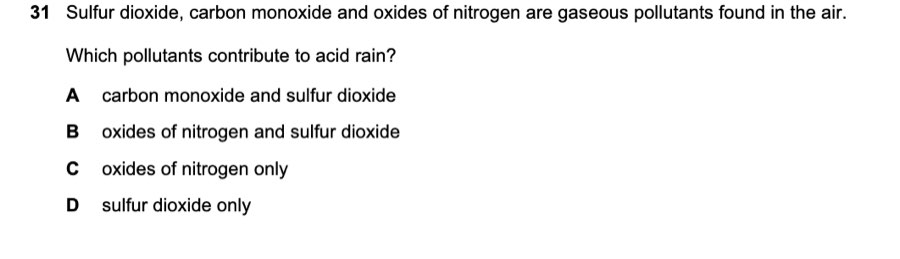 31 Sulfur dioxide, carbon monoxide and oxides of nitrogen are gaseous pollutants found in the air.
Which pollutants contribute to acid rain?
A carbon monoxide and sulfur dioxide
B oxides of nitrogen and sulfur dioxide
C oxides of nitrogen only
D sulfur dioxide only